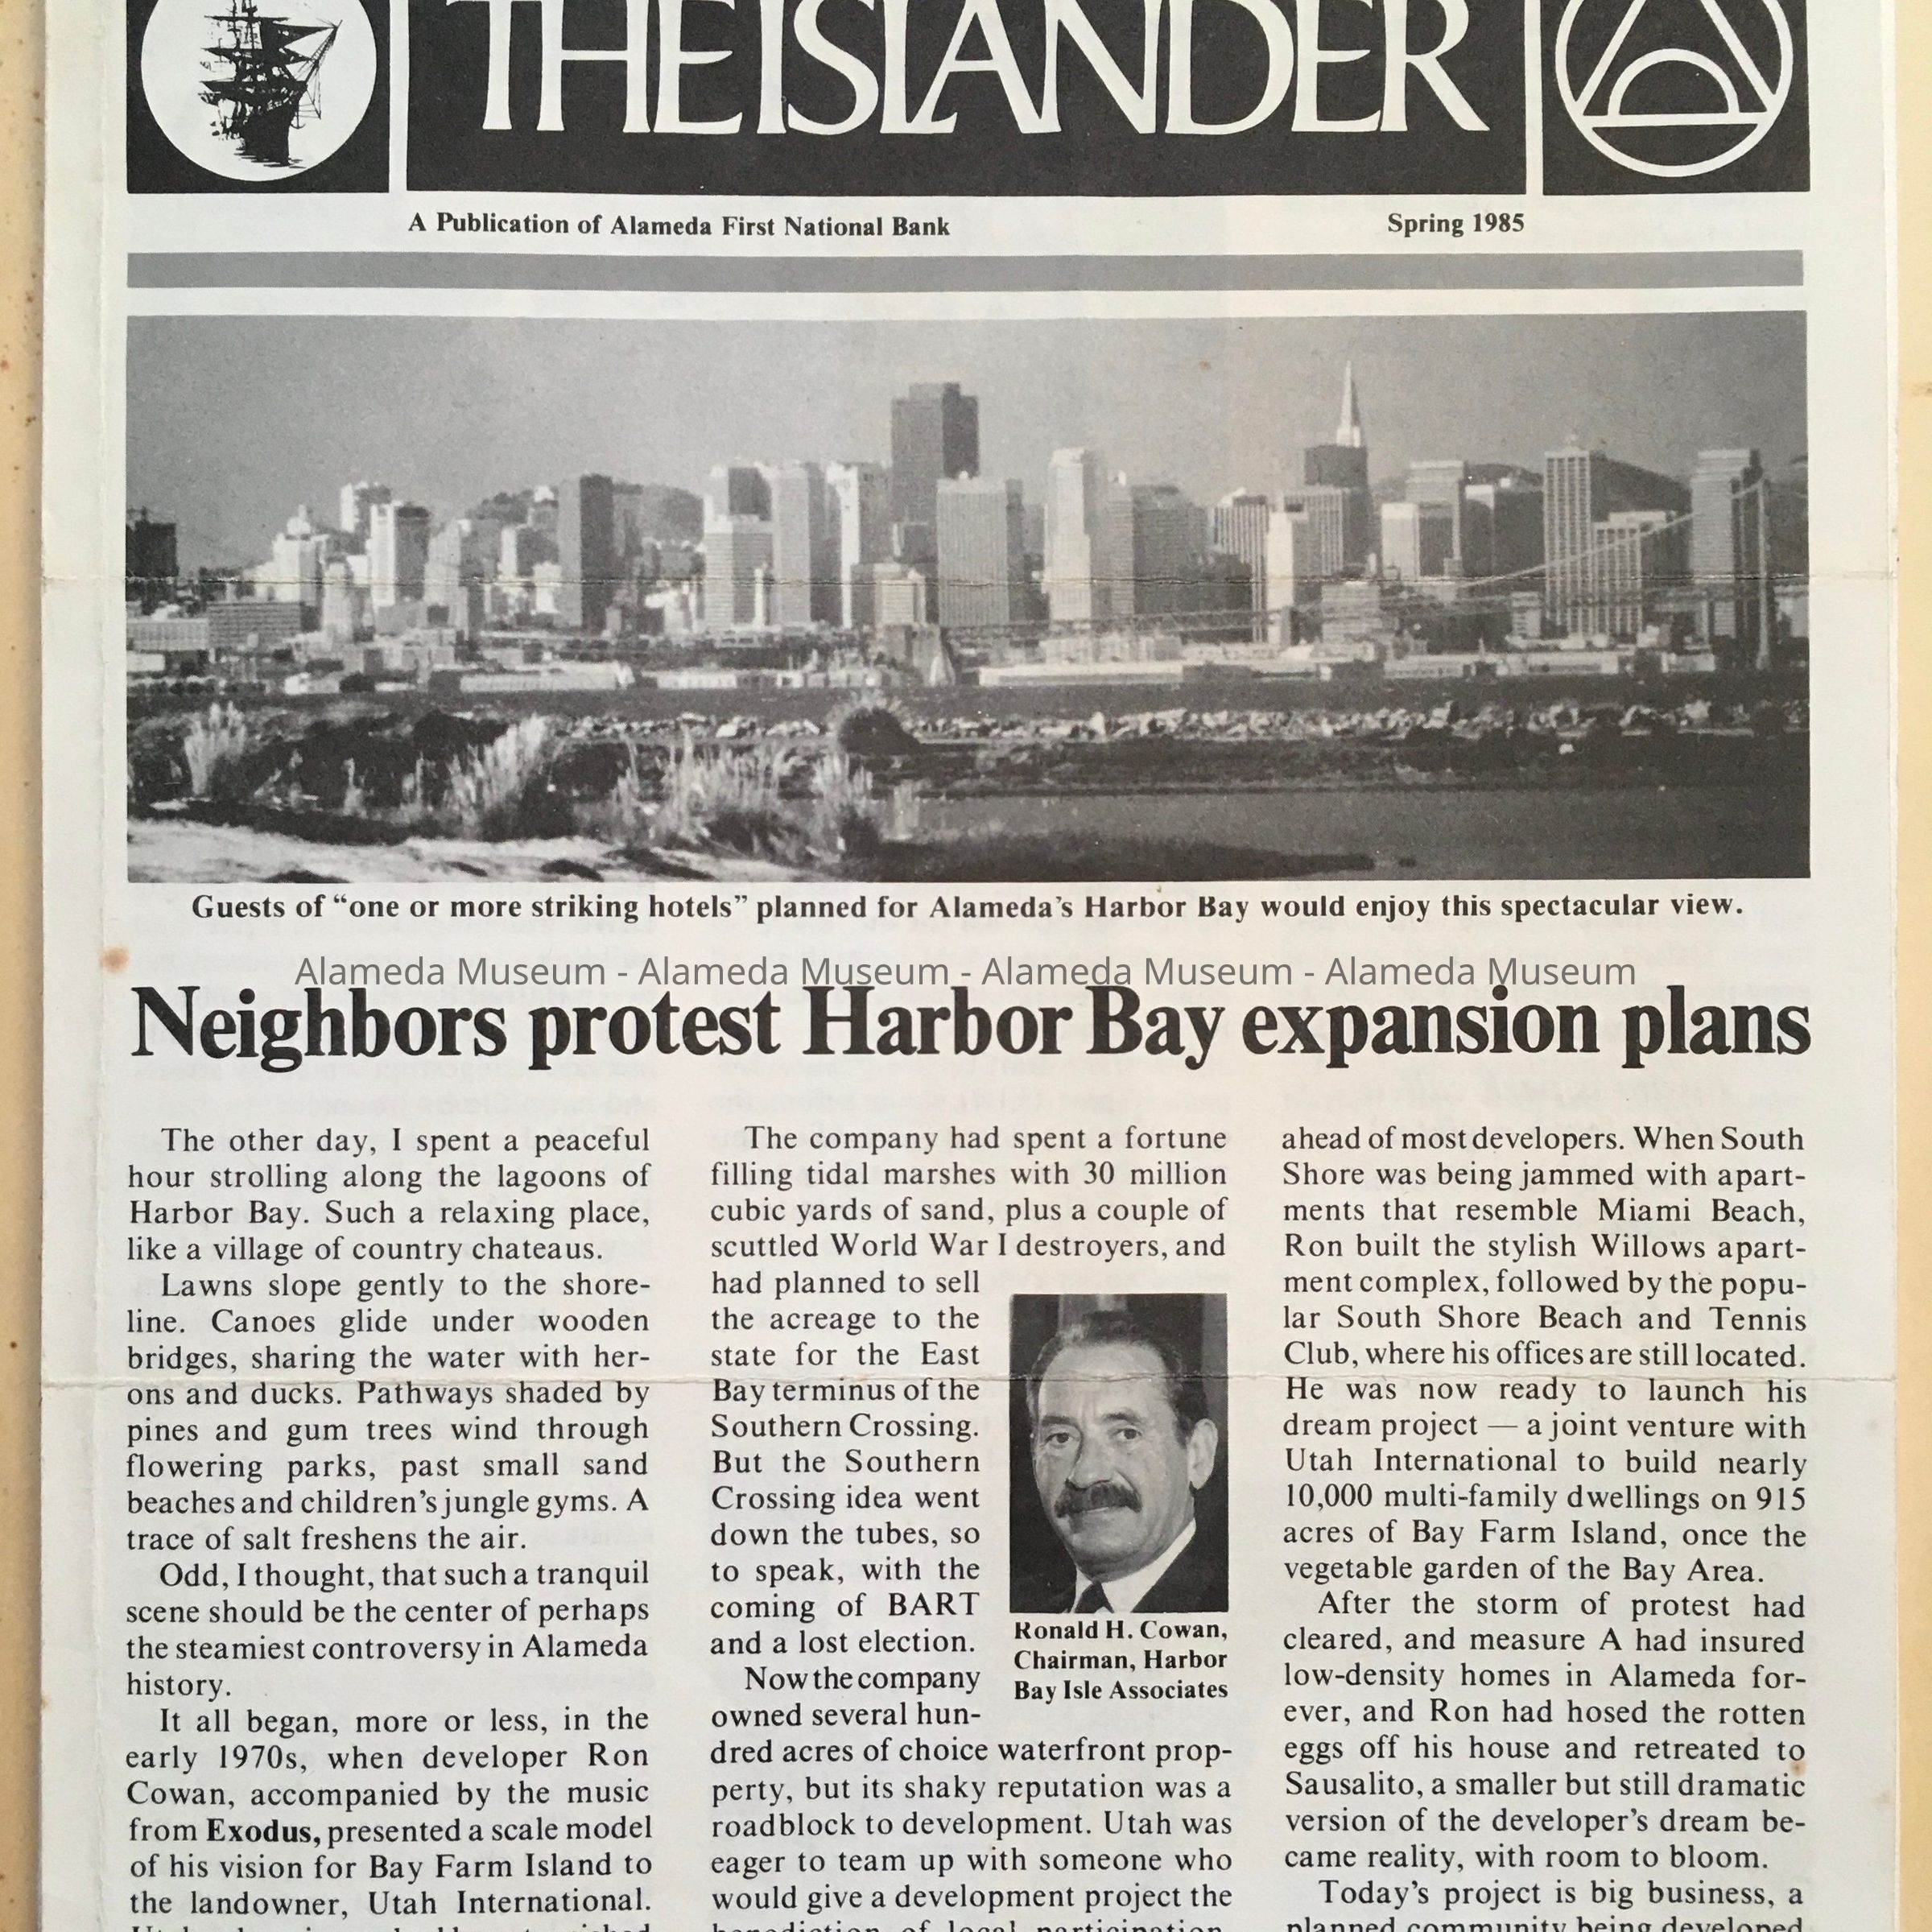 THE ISLANDER
A Publication of Alameda First National Bank
Spring 1985
Guests of “one or more striking hotels” planned for Alameda’s Harbor Bay would enjoy this spectacular view.
Alameda Museum - Alameda Museum - Alameda Museum - Alameda Museum
Neighbors protest Harbor Bay expansion plans
The other day, I spent a peaceful
hour strolling along the lagoons of
Harbor Bay. Such a relaxing place,
like a village of country chateaus.
Lawns slope gently to the shore-
line. Canoes glide under wooden
bridges, sharing the water with her-
ons and ducks. Pathways shaded by
pines and gum trees wind through
flowering parks, past small sand
beaches and children’s jungle gyms. A
trace of salt freshens the air.
Odd, I thought, that such a tranquil
scene should be the center of perhaps
the steamiest controversy in Alameda
history.
It all began, more or less, in the
early 1970s, when developer Ron
Cowan, accompanied by the music
from Exodus, presented a scale model
of his vision for Bay Farm Island to
the landowner, Utah International.
The company had spent a fortune
filling tidal marshes with 30 million
cubic yards of sand, plus a couple of
scuttled World War I destroyers, and
had planned to sell
the acreage to the
state for the East
Bay terminus of the
Southern Crossing.
But the Southern
Crossing idea went
down the tubes, so
to speak, with the
coming of BART
and a lost election.
Now the company
owned several hun-
dred acres of choice waterfront prop-
perty, but its shaky reputation was a
roadblock to development. Utah was
eager to team up with someone who
would give a development project the
benediction of local participation.
Ronald H. Cowan,
Chairman, Harbor
Bay Isle Associates
ahead of most developers. When South
Shore was being jammed with apart-
ments that resemble Miami Beach,
Ron built the stylish Willows apart-
ment complex, followed by the popu-
lar South Shore Beach and Tennis
Club, where his offices are still located.
He was now ready to launch his
dream project — a joint venture with
Utah International to build nearly
10,000 multi-family dwellings on 915
acres of Bay Farm Island, once the
vegetable garden of the Bay Area.
After the storm of protest had
cleared, and measure A had insured
low-density homes in Alameda for-
ever, and Ron had hosed the rotten
eggs off his house and retreated to
Sausalito, a smaller but still dramatic
version of the developer’s dream be-
came reality, with room to bloom.
Today’s project is big business, a
planned community being developed